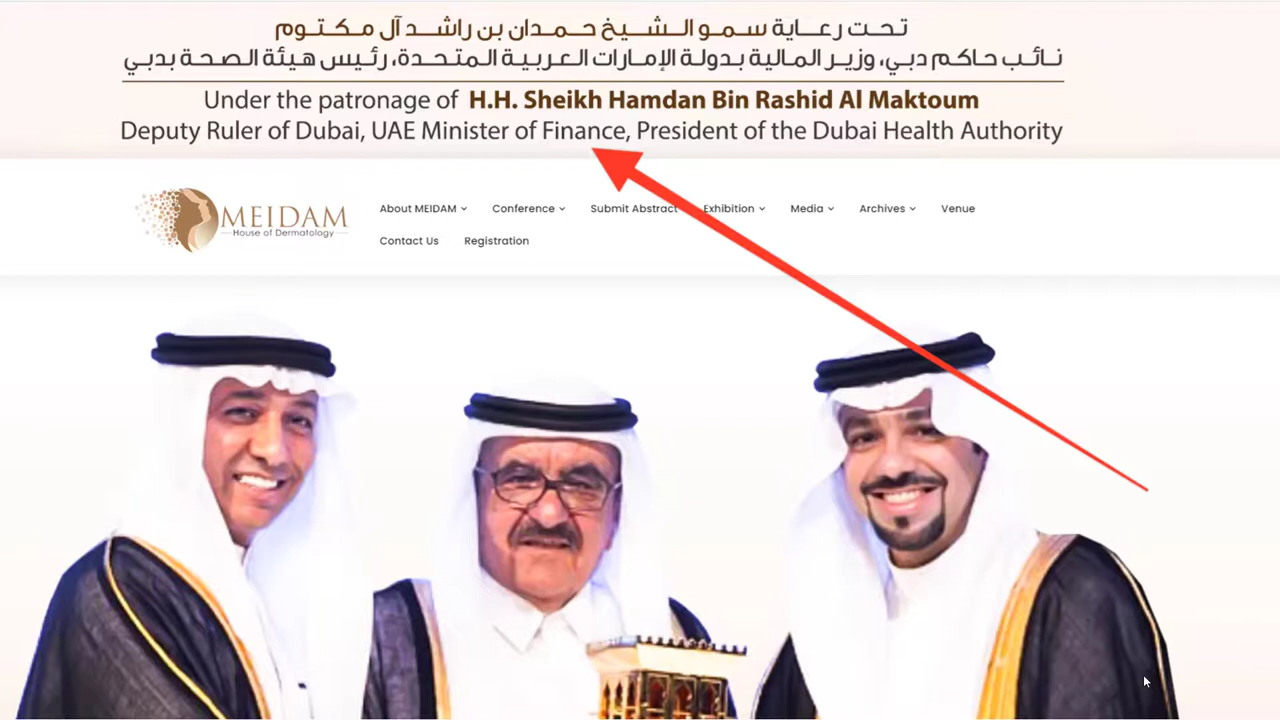 تحت رعاية سمو الشيخ حمدان بن راشد آل مكتوم
نائب حاكم دبي، وزير المالية بدولة الإمارات العربية المتحدة، رئيس هيئة الصحة بدبي
Under the patronage of H.H. Sheikh Hamdan Bin Rashid Al Maktoum
Deputy Ruler of Dubai, UAE Minister of Finance, President of the Dubai Health Authority
MEIDAM
House of Dermatology
About MEIDAM Conference Submit Abstract Exhibition Media Archives Venue
Contact Us Registration